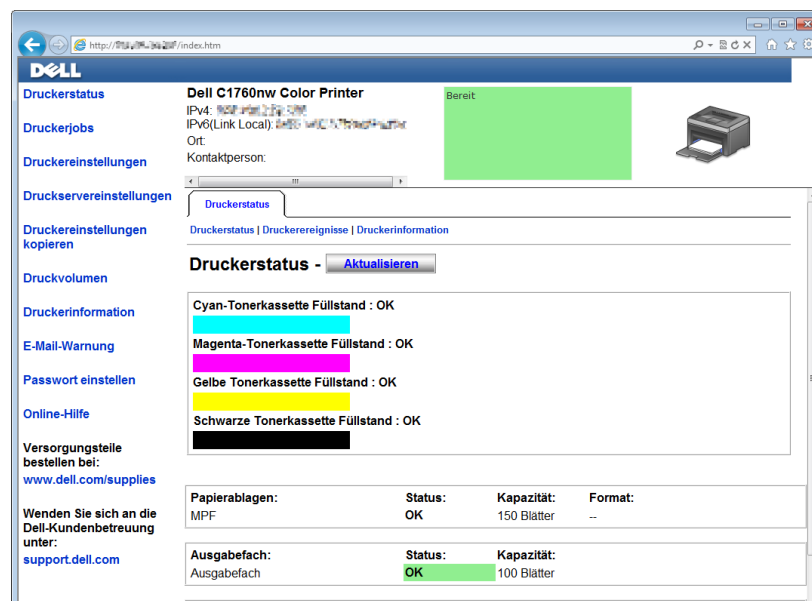 http://
/index.htm
DELL
Druckerstatus
Druckerjobs
Druckereinstellungen
Druckservereinstellungen
Druckereinstellungen
kopieren
Druckvolumen
Druckerinformation
E-Mail-Warnung
Passwort einstellen
Online-Hilfe
Versorgungsteile
bestellen bei:
www.dell.com/supplies
Wenden Sie sich an die
Dell-Kundenbetreuung
unter:
support.dell.com
Dell C1760nw Color Printer
IPv4:
IPv6(Link Local):
Ort:
Kontaktperson:
Bereit
Druckerstatus
Druckerstatus | Druckerereignisse | Druckerinformation
Druckerstatus - Aktualisieren
Cyan-Tonerkassette Füllstand : OK
Magenta-Tonerkassette Füllstand : OK
Gelbe Tonerkassette Füllstand : OK
Schwarze Tonerkassette Füllstand : OK
Papierablagen: Status: Kapazität: Format:
MPF OK 150 Blätter --
Ausgabefach: Status: Kapazität:
Ausgabefach OK 100 Blätter